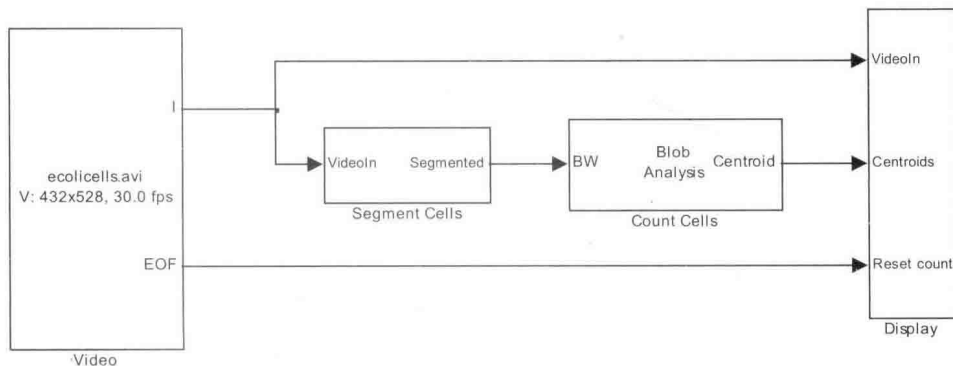 I
ecolicells.avi
V: 432x528, 30.0 fps
EOF
Video
VideoIn Segmented
Segment Cells
BW Blob Analysis Centroid
Count Cells
VideoIn
Centroids
Reset count
Display